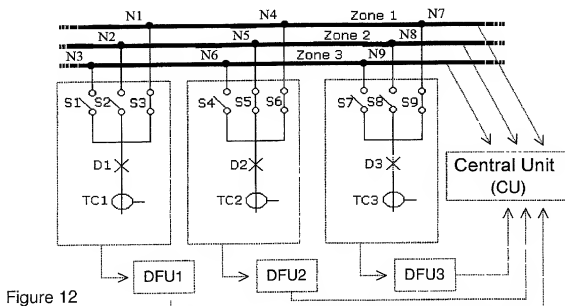 N1 N4 N7
Zone 1
N2 N5 N8
Zone 2
N3 N6 N9
Zone 3
S1 S2 S3 S4 S5 S6 S7 S8 S9
D1 D2 D3
Central Unit
(CU)
TC1 TC2 TC3
DFU1 DFU2 DFU3
Figure 12